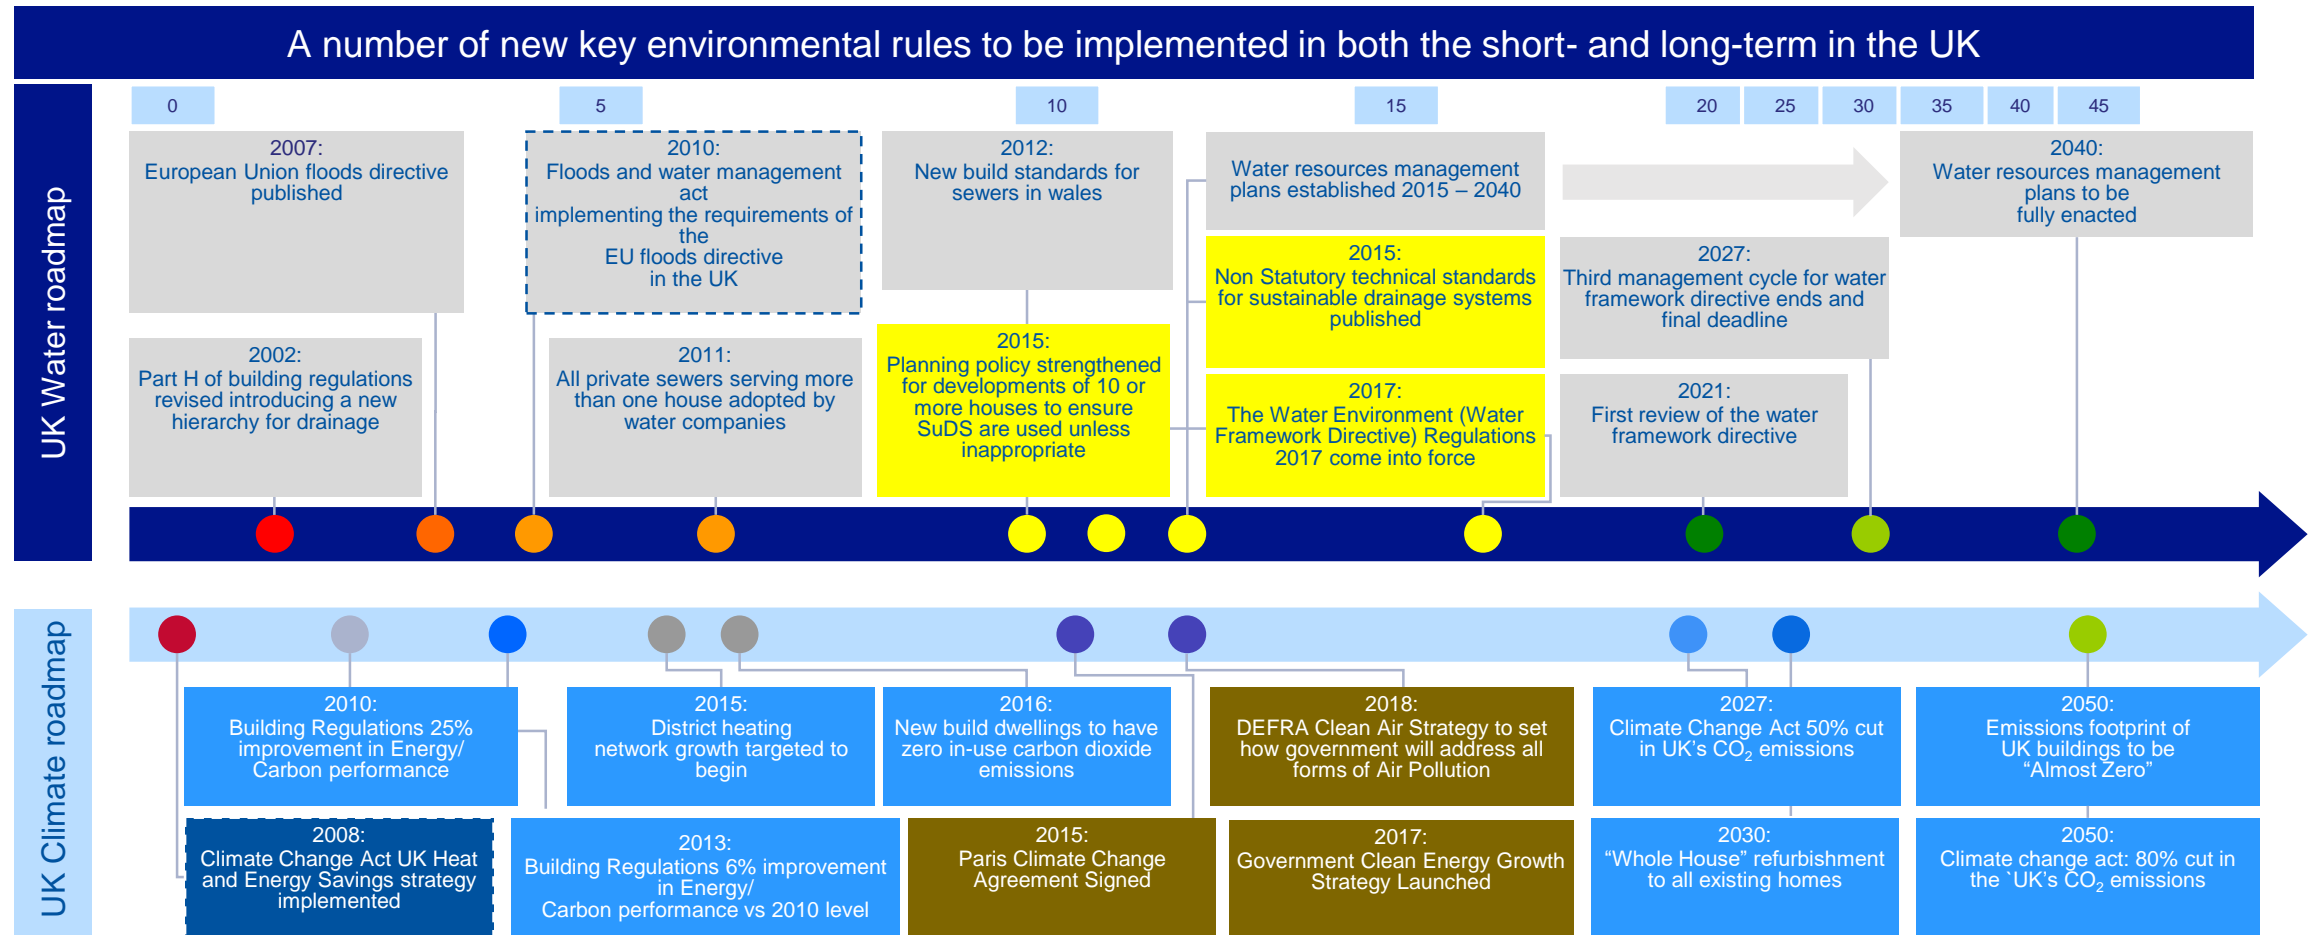 A number of new key environmental rules to be implemented in both the short- and long-term in the UK
UK Water roadmap
0
5
10
15
20
25
30
35
40
45
2007:
European Union floods directive
published
2010:
Floods and water management
act
implementing the requirements of
the
EU floods directive
in the UK
2012:
New build standards for
sewers in wales
Water resources management
plans established 2015 – 2040
2040:
Water resources management
plans to be
fully enacted
2015:
Non Statutory technical standards
for sustainable drainage systems
published
2027:
Third management cycle for water
framework directive ends and
final deadline
2002:
Part H of building regulations
revised introducing a new
hierarchy for drainage
2011:
All private sewers serving more
than one house adopted by
water companies
2015:
Planning policy strengthened
for developments of 10 or
more houses to ensure
SuDS are used unless
inappropriate
2017:
The Water Environment (Water
Framework Directive) Regulations
2017 come into force
2021:
First review of the water
framework directive
UK Climate roadmap
2010:
Building Regulations 25%
improvement in Energy/
Carbon performance
2015:
District heating
network growth targeted to
begin
2016:
New build dwellings to have
zero in-use carbon dioxide
emissions
2018:
DEFRA Clean Air Strategy to set
how government will address all
forms of Air Pollution
2027:
Climate Change Act 50% cut
in UK’s CO2 emissions
2050:
Emissions footprint of
UK buildings to be
“Almost Zero”
2008:
Climate Change Act UK Heat
and Energy Savings strategy
implemented
2013:
Building Regulations 6% improvement
in Energy/
Carbon performance vs 2010 level
2015:
Paris Climate Change
Agreement Signed
2017:
Government Clean Energy Growth
Strategy Launched
2030:
“Whole House” refurbishment
to all existing homes
2050:
Climate change act: 80% cut in
the `UK’s CO2 emissions